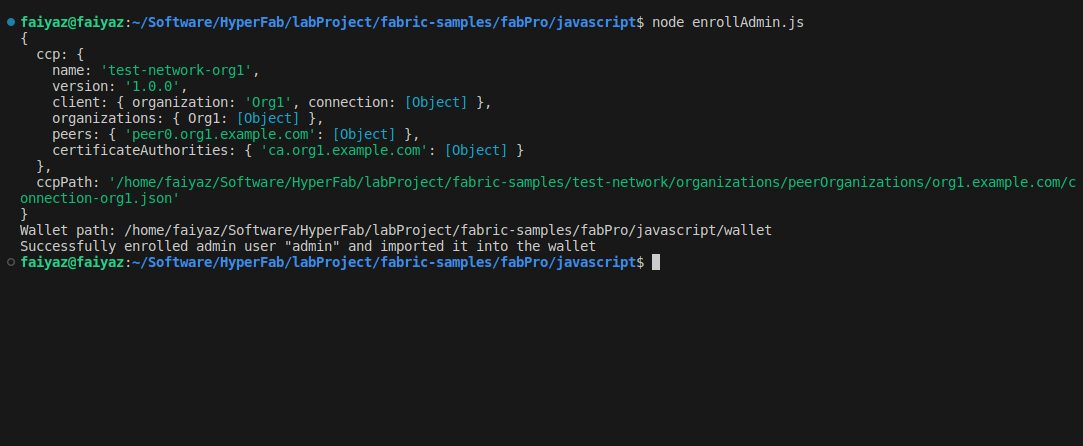 faiyaz@faiyaz:~/Software/HyperFab/labProject/fabric-samples/fabPro/javascript$ node enrollAdmin.js
{
  ccp: {
    name: 'test-network-org1',
    version: '1.0.0',
    client: { organization: 'Org1', connection: [Object] },
    organizations: { Org1: [Object] },
    peers: { 'peer0.org1.example.com': [Object] },
    certificateAuthorities: { 'ca.org1.example.com': [Object] }
  },
  ccpPath: '/home/faiyaz/Software/HyperFab/labProject/fabric-samples/test-network/organizations/peerOrganizations/org1.example.com/c
onnection-org1.json'
}
Wallet path: /home/faiyaz/Software/HyperFab/labProject/fabric-samples/fabPro/javascript/wallet
Successfully enrolled admin user "admin" and imported it into the wallet
faiyaz@faiyaz:~/Software/HyperFab/labProject/fabric-samples/fabPro/javascript$